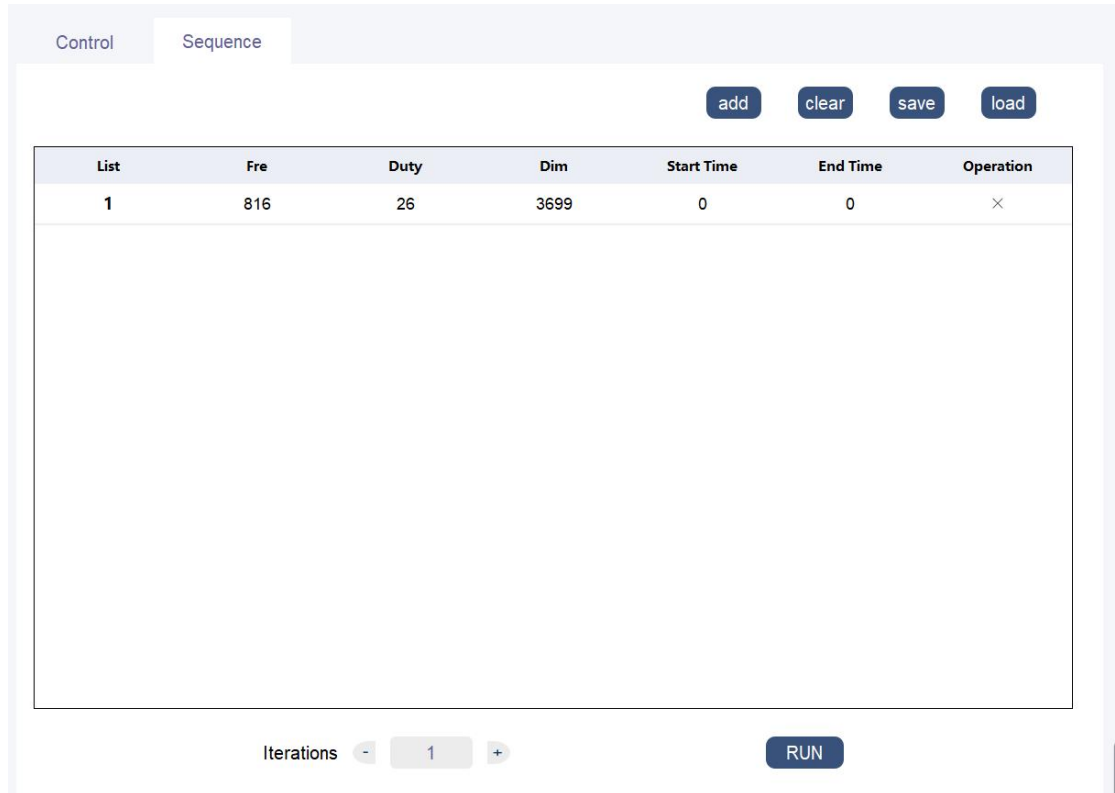 Control Sequence
add clear save load
List Fre Duty Dim Start Time End Time Operation
1 816 26 3699 0 0 ×
Iterations - 1 + RUN